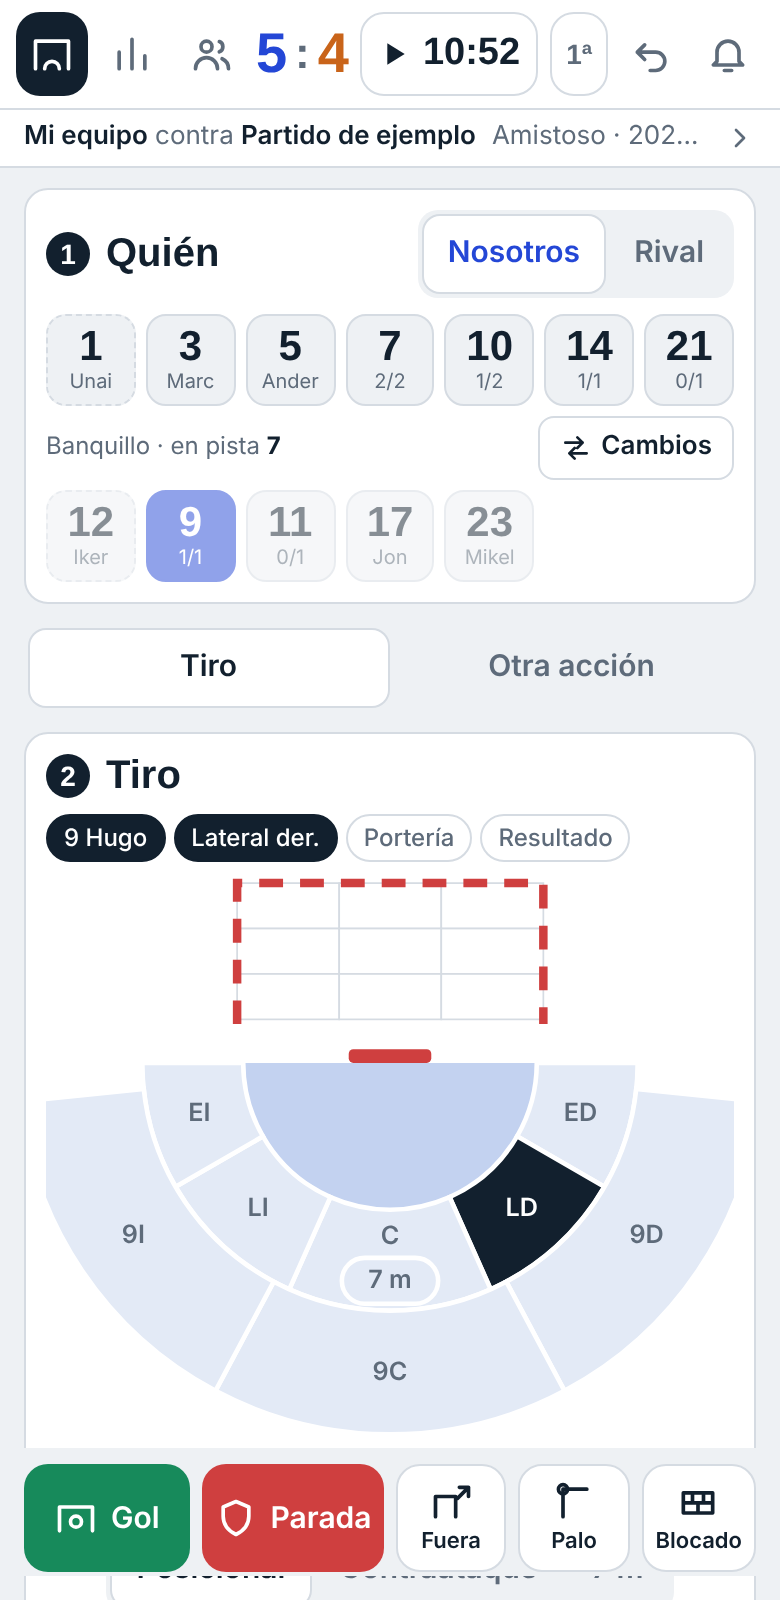 5 : 4 10:52 1ª
Mi equipo contra Partido de ejemplo Amistoso · 202...
1 Quién Nosotros Rival
1 3 5 7 10 14 21
Unai Marc Ander 2/2 1/2 1/1 0/1
Banquillo · en pista 7 Cambios
12 9 11 17 23
Iker 1/1 0/1 Jon Mikel
Tiro Otra acción
2 Tiro
9 Hugo Lateral der. Portería Resultado
EI ED
LI LD
9I C 9D
7 m
9C
Gol Parada Fuera Palo Blocado
Posicional Contraataque 7 m